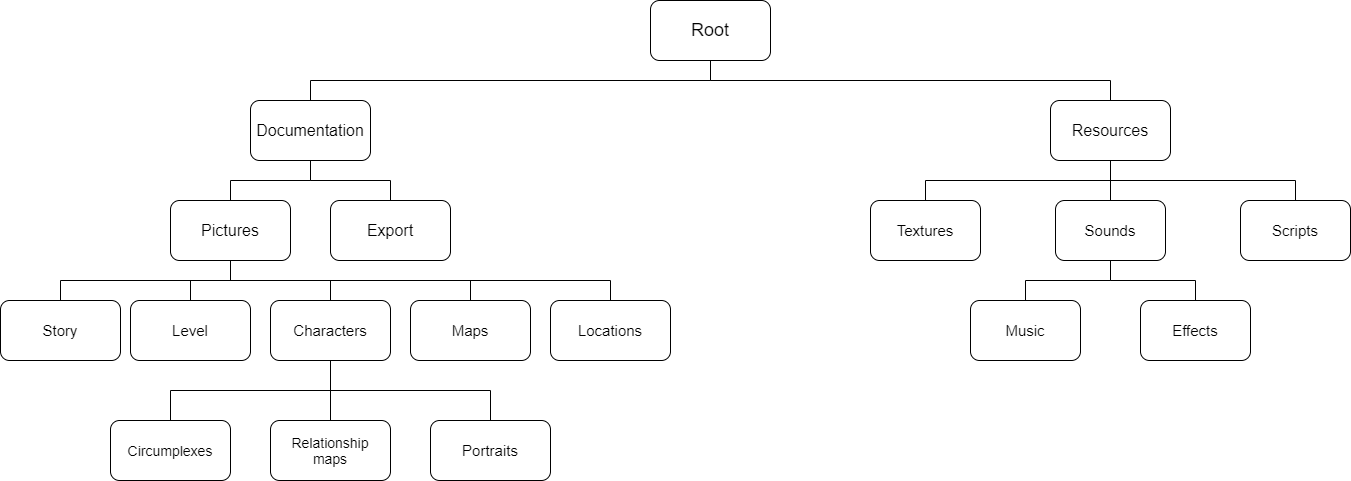 Root
Documentation
Resources
Pictures
Export
Textures
Sounds
Scripts
Story
Level
Characters
Maps
Locations
Music
Effects
Circumplexes
Relationship
maps
Portraits